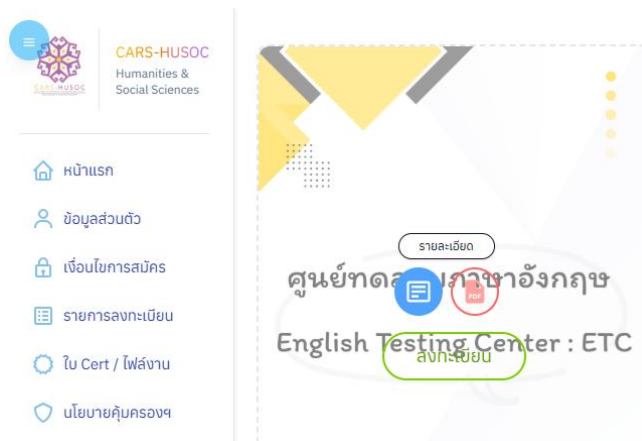 CARS-HUSOC
Humanities &
Social Sciences
CARS-HUSOC
หน้าแรก
ข้อมูลส่วนตัว
เงื่อนไขการสมัคร
รายการลงทะเบียน
ใบ Cert / ไฟล์งาน
นโยบายคุ้มครองฯ
รายละเอียด
ศูนย์ทดสอบภาษาอังกฤษ
PDF
English Testing Center : ETC
ลงทะเบียน